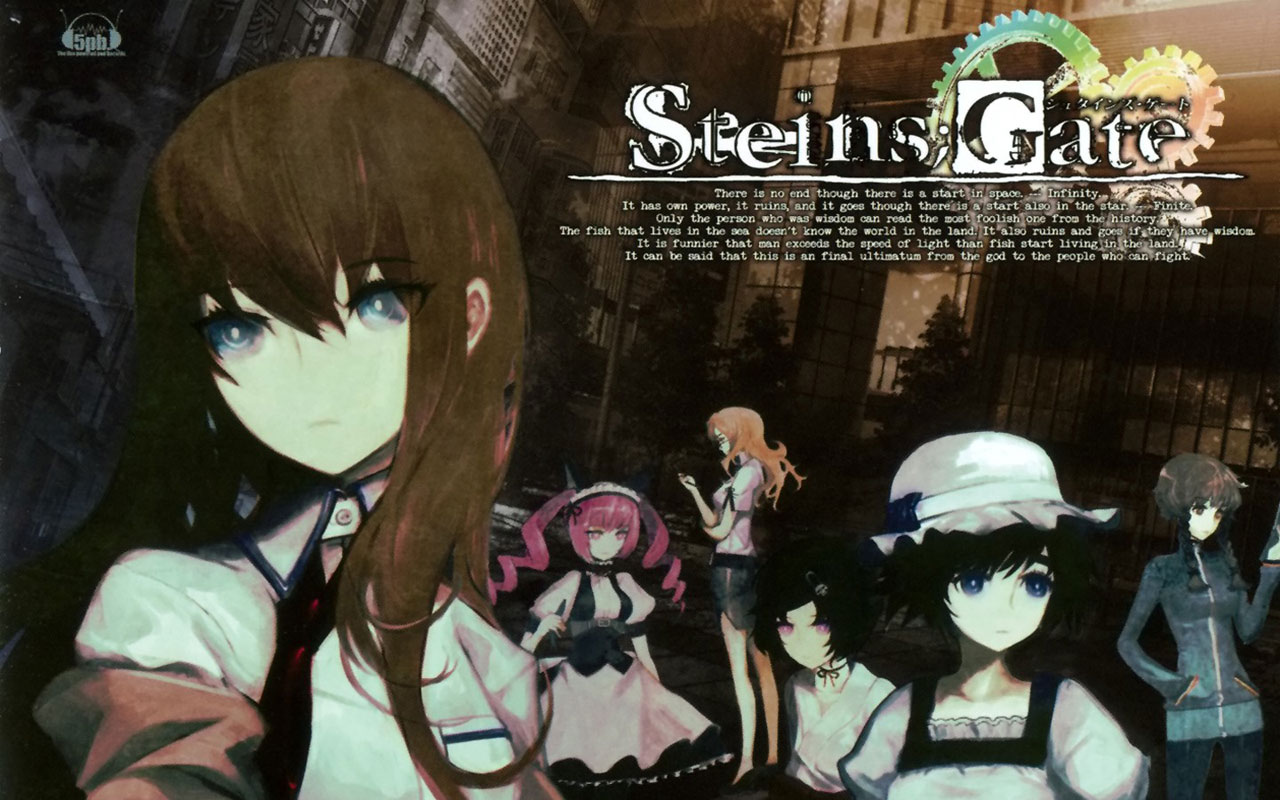 5pb.
Steins;Gate
シュタインズ・ゲート
There is no end though there is a start in space. — Infinity.
It has own power, it ruins, and it goes though there is a start also in the star. — Finite.
Only the person who was wisdom can read the most foolish one from the history.
The fish that lives in the sea doesn't know the world in the land. It also ruins and goes if they have wisdom.
It is funnier that man exceeds the speed of light than fish start living in the land.
It can be said that this is an final ultimatum from the god to the people who can fight.